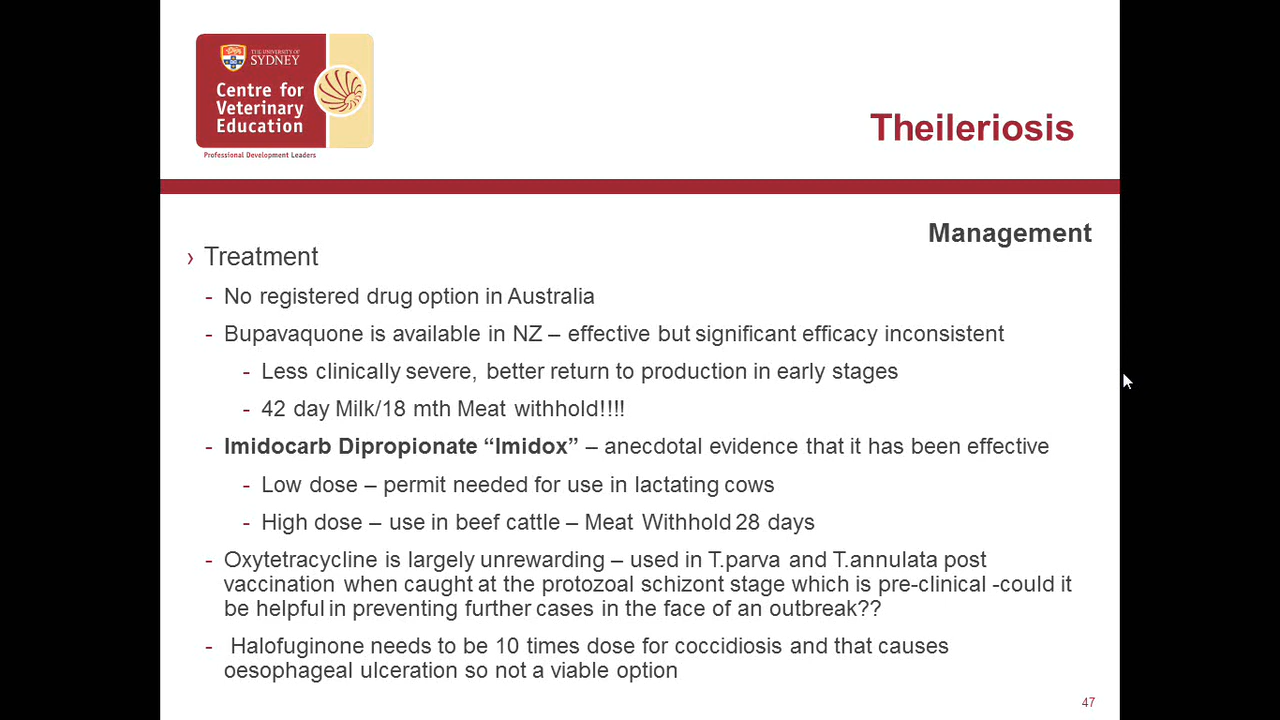 THE UNIVERSITY OF
SYDNEY
Centre for
Veterinary
Education
Professional Development Leaders
Theileriosis
Management
› Treatment
- No registered drug option in Australia
- Bupavaquone is available in NZ – effective but significant efficacy inconsistent
- Less clinically severe, better return to production in early stages
- 42 day Milk/18 mth Meat withhold!!!!
- Imidocarb Dipropionate “Imidox” – anecdotal evidence that it has been effective
- Low dose – permit needed for use in lactating cows
- High dose – use in beef cattle – Meat Withhold 28 days
- Oxytetracycline is largely unrewarding – used in T.parva and T.annulata post
vaccination when caught at the protozoal schizont stage which is pre-clinical -could it
be helpful in preventing further cases in the face of an outbreak??
- Halofuginone needs to be 10 times dose for coccidiosis and that causes
oesophageal ulceration so not a viable option
47